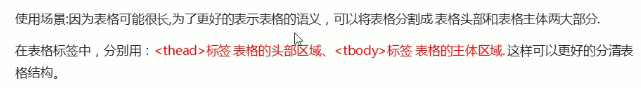 使用场景:因为表格可能很长,为了更好的表示表格的语义，可以将表格分割成 表格头部和表格主体两大部分.
在表格标签中，分别用：<thead>标签 表格的头部区域、<tbody>标签 表格的主体区域. 这样可以更好的分清表
格结构。